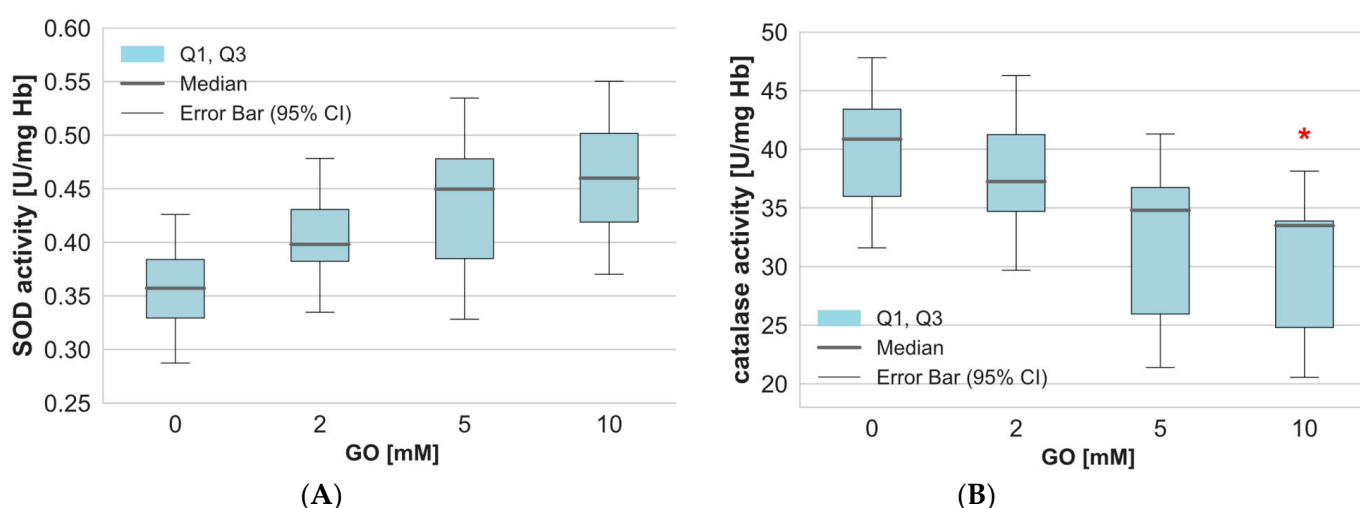 SOD activity [U/mg Hb]
0.60
0.55
0.50
0.45
0.40
0.35
0.30
0.25
Q1, Q3
Median
Error Bar (95% CI)
0 2 5 10
GO [mM]
(A)
catalase activity [U/mg Hb]
50
45
40
35
30
25
20
*
Q1, Q3
Median
Error Bar (95% CI)
0 2 5 10
GO [mM]
(B)